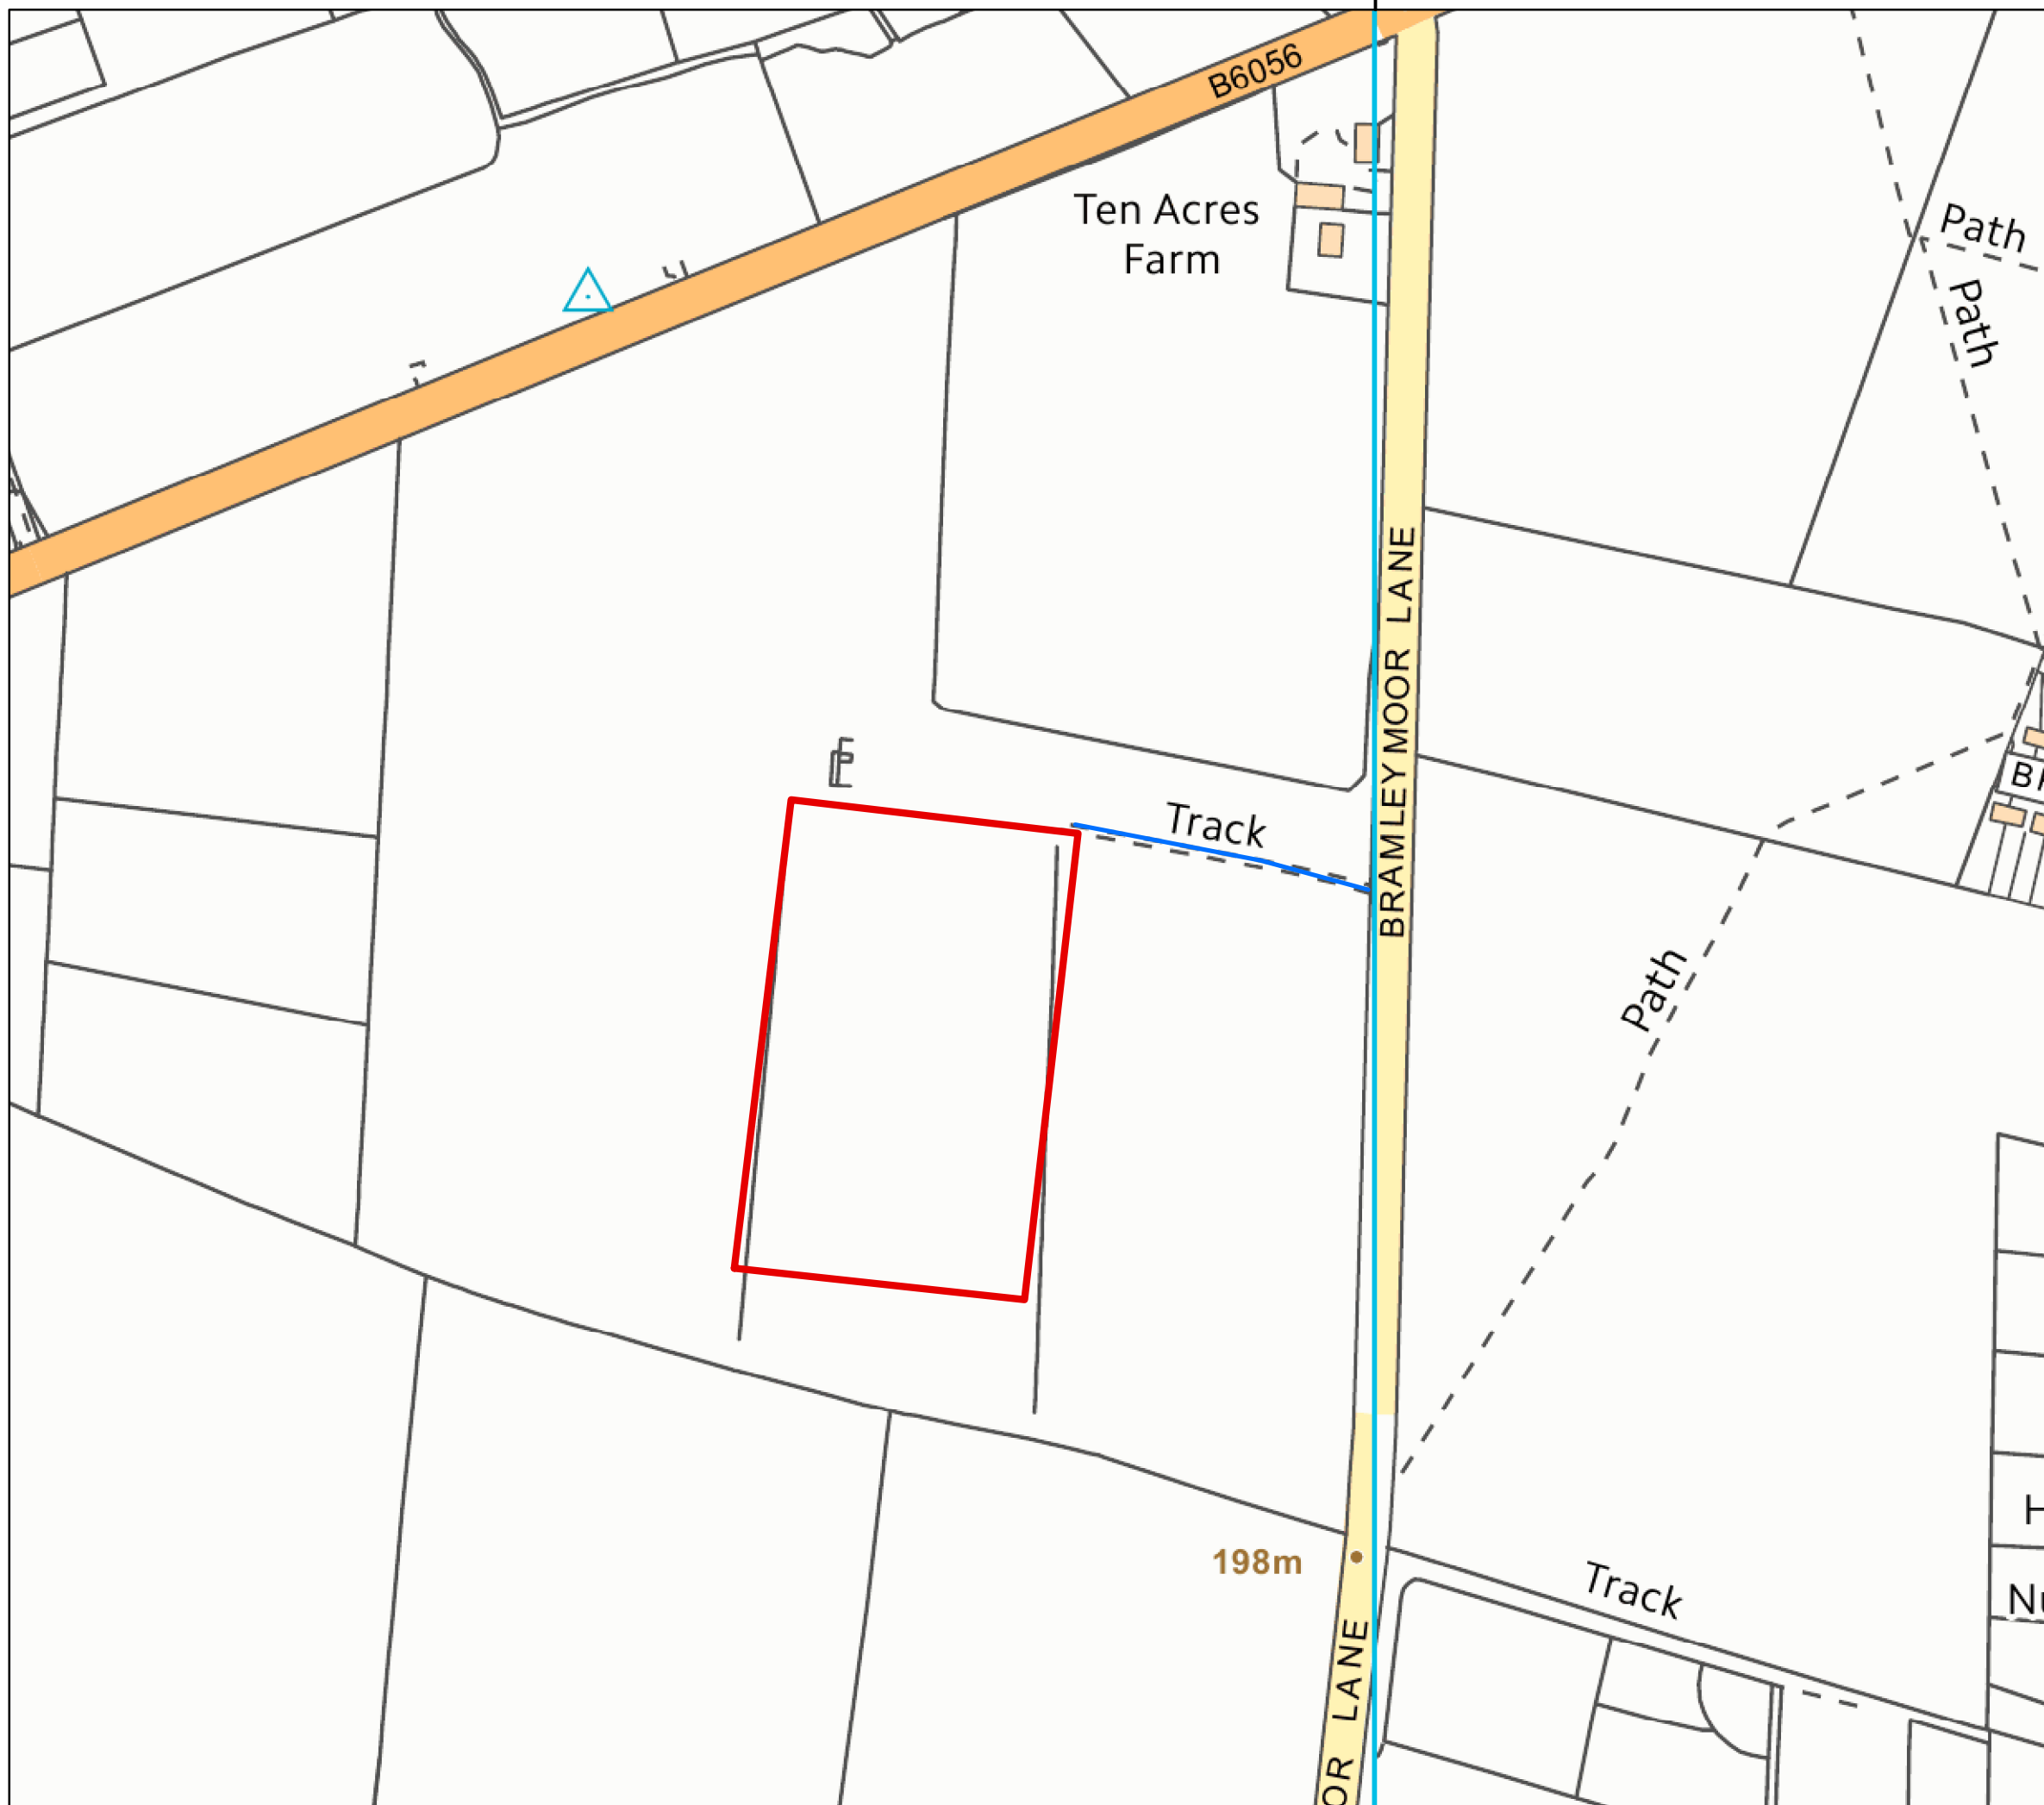 B6056
Ten Acres
Farm
Path
Path
BRAMLEY MOOR LANE
Track
Path
198m
Track
OR LANE
H